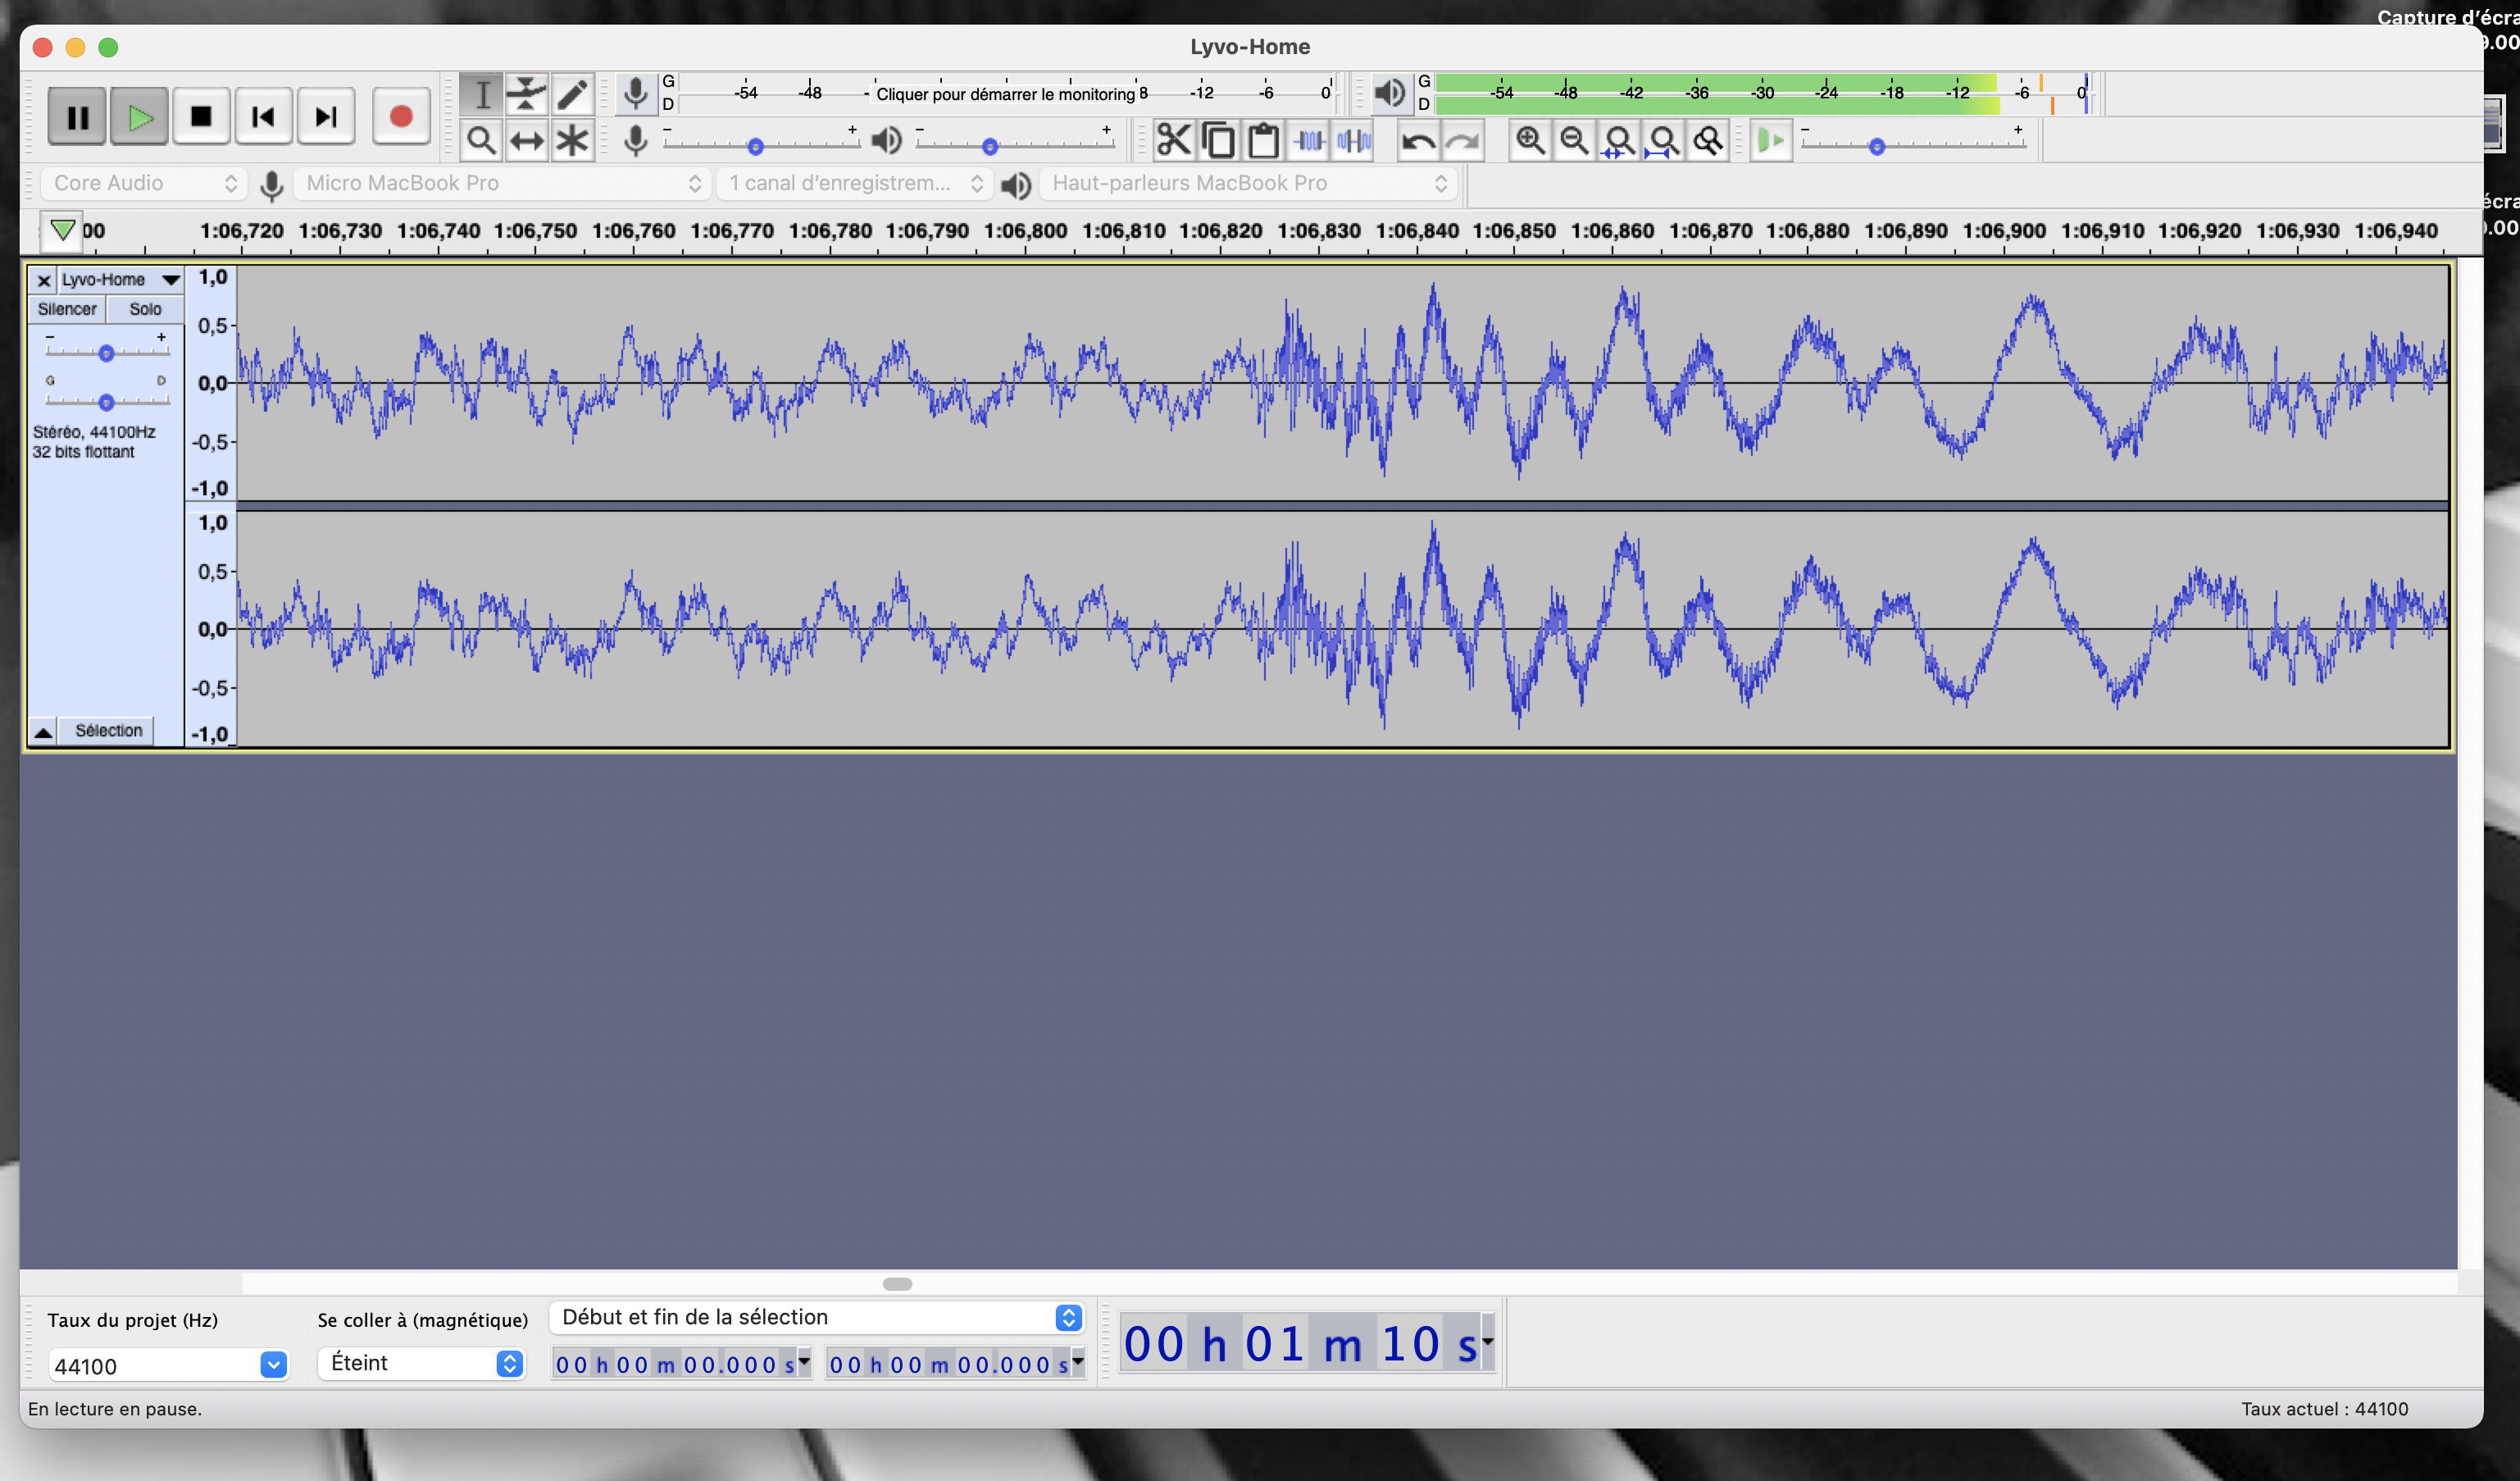 Capture d'écra
9.00
Lyvo-Home
G -54 -48 - Cliquer pour démarrer le monitoring 8 -12 -6 0
D
G -54 -48 -42 -36 -30 -24 -18 -12 -6 0
D
- + - + - +
Core Audio Micro MacBook Pro 1 canal d'enregistrem... Haut-parleurs MacBook Pro
écra
0.00
00 1:06,720 1:06,730 1:06,740 1:06,750 1:06,760 1:06,770 1:06,780 1:06,790 1:06,800 1:06,810 1:06,820 1:06,830 1:06,840 1:06,850 1:06,860 1:06,870 1:06,880 1:06,890 1:06,900 1:06,910 1:06,920 1:06,930 1:06,940
x Lyvo-Home
Silencer Solo
- +
G D
Stéréo, 44100Hz
32 bits flottant
Sélection
1,0
0,5-
0,0-
-0,5-
-1,0
1,0
0,5-
0,0-
-0,5-
-1,0
Taux du projet (Hz) Se coller à (magnétique) Début et fin de la sélection
44100 Éteint 00 h 00 m 00.000 s 00 h 00 m 00.000 s
00 h 01 m 10 s
En lecture en pause. Taux actuel : 44100